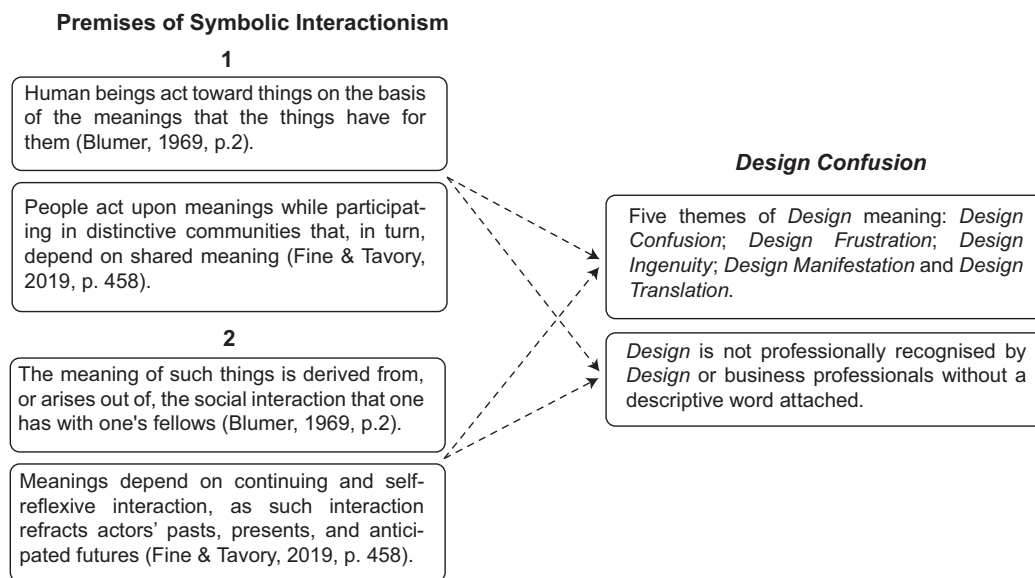 Premises of Symbolic Interactionism
1
Human beings act toward things on the basis
of the meanings that the things have for
them (Blumer, 1969, p.2).
People act upon meanings while participat-
ing in distinctive communities that, in turn,
depend on shared meaning (Fine & Tavory,
2019, p. 458).
2
The meaning of such things is derived from,
or arises out of, the social interaction that one
has with one's fellows (Blumer, 1969, p.2).
Meanings depend on continuing and self-
reflexive interaction, as such interaction
refracts actors’ pasts, presents, and antici-
pated futures (Fine & Tavory, 2019, p. 458).
Design Confusion
Five themes of Design meaning: Design
Confusion; Design Frustration; Design
Ingenuity; Design Manifestation and Design
Translation.
Design is not professionally recognised by
Design or business professionals without a
descriptive word attached.